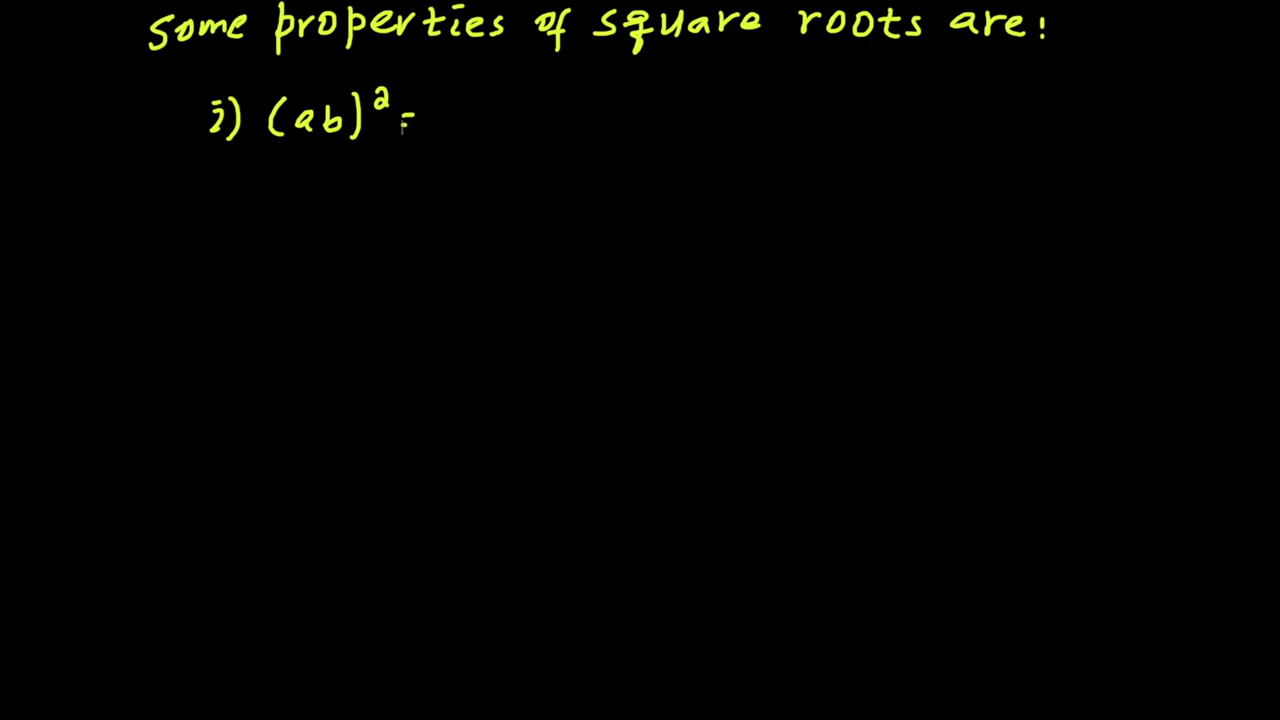 some properties of square roots are:
i) (ab)² =